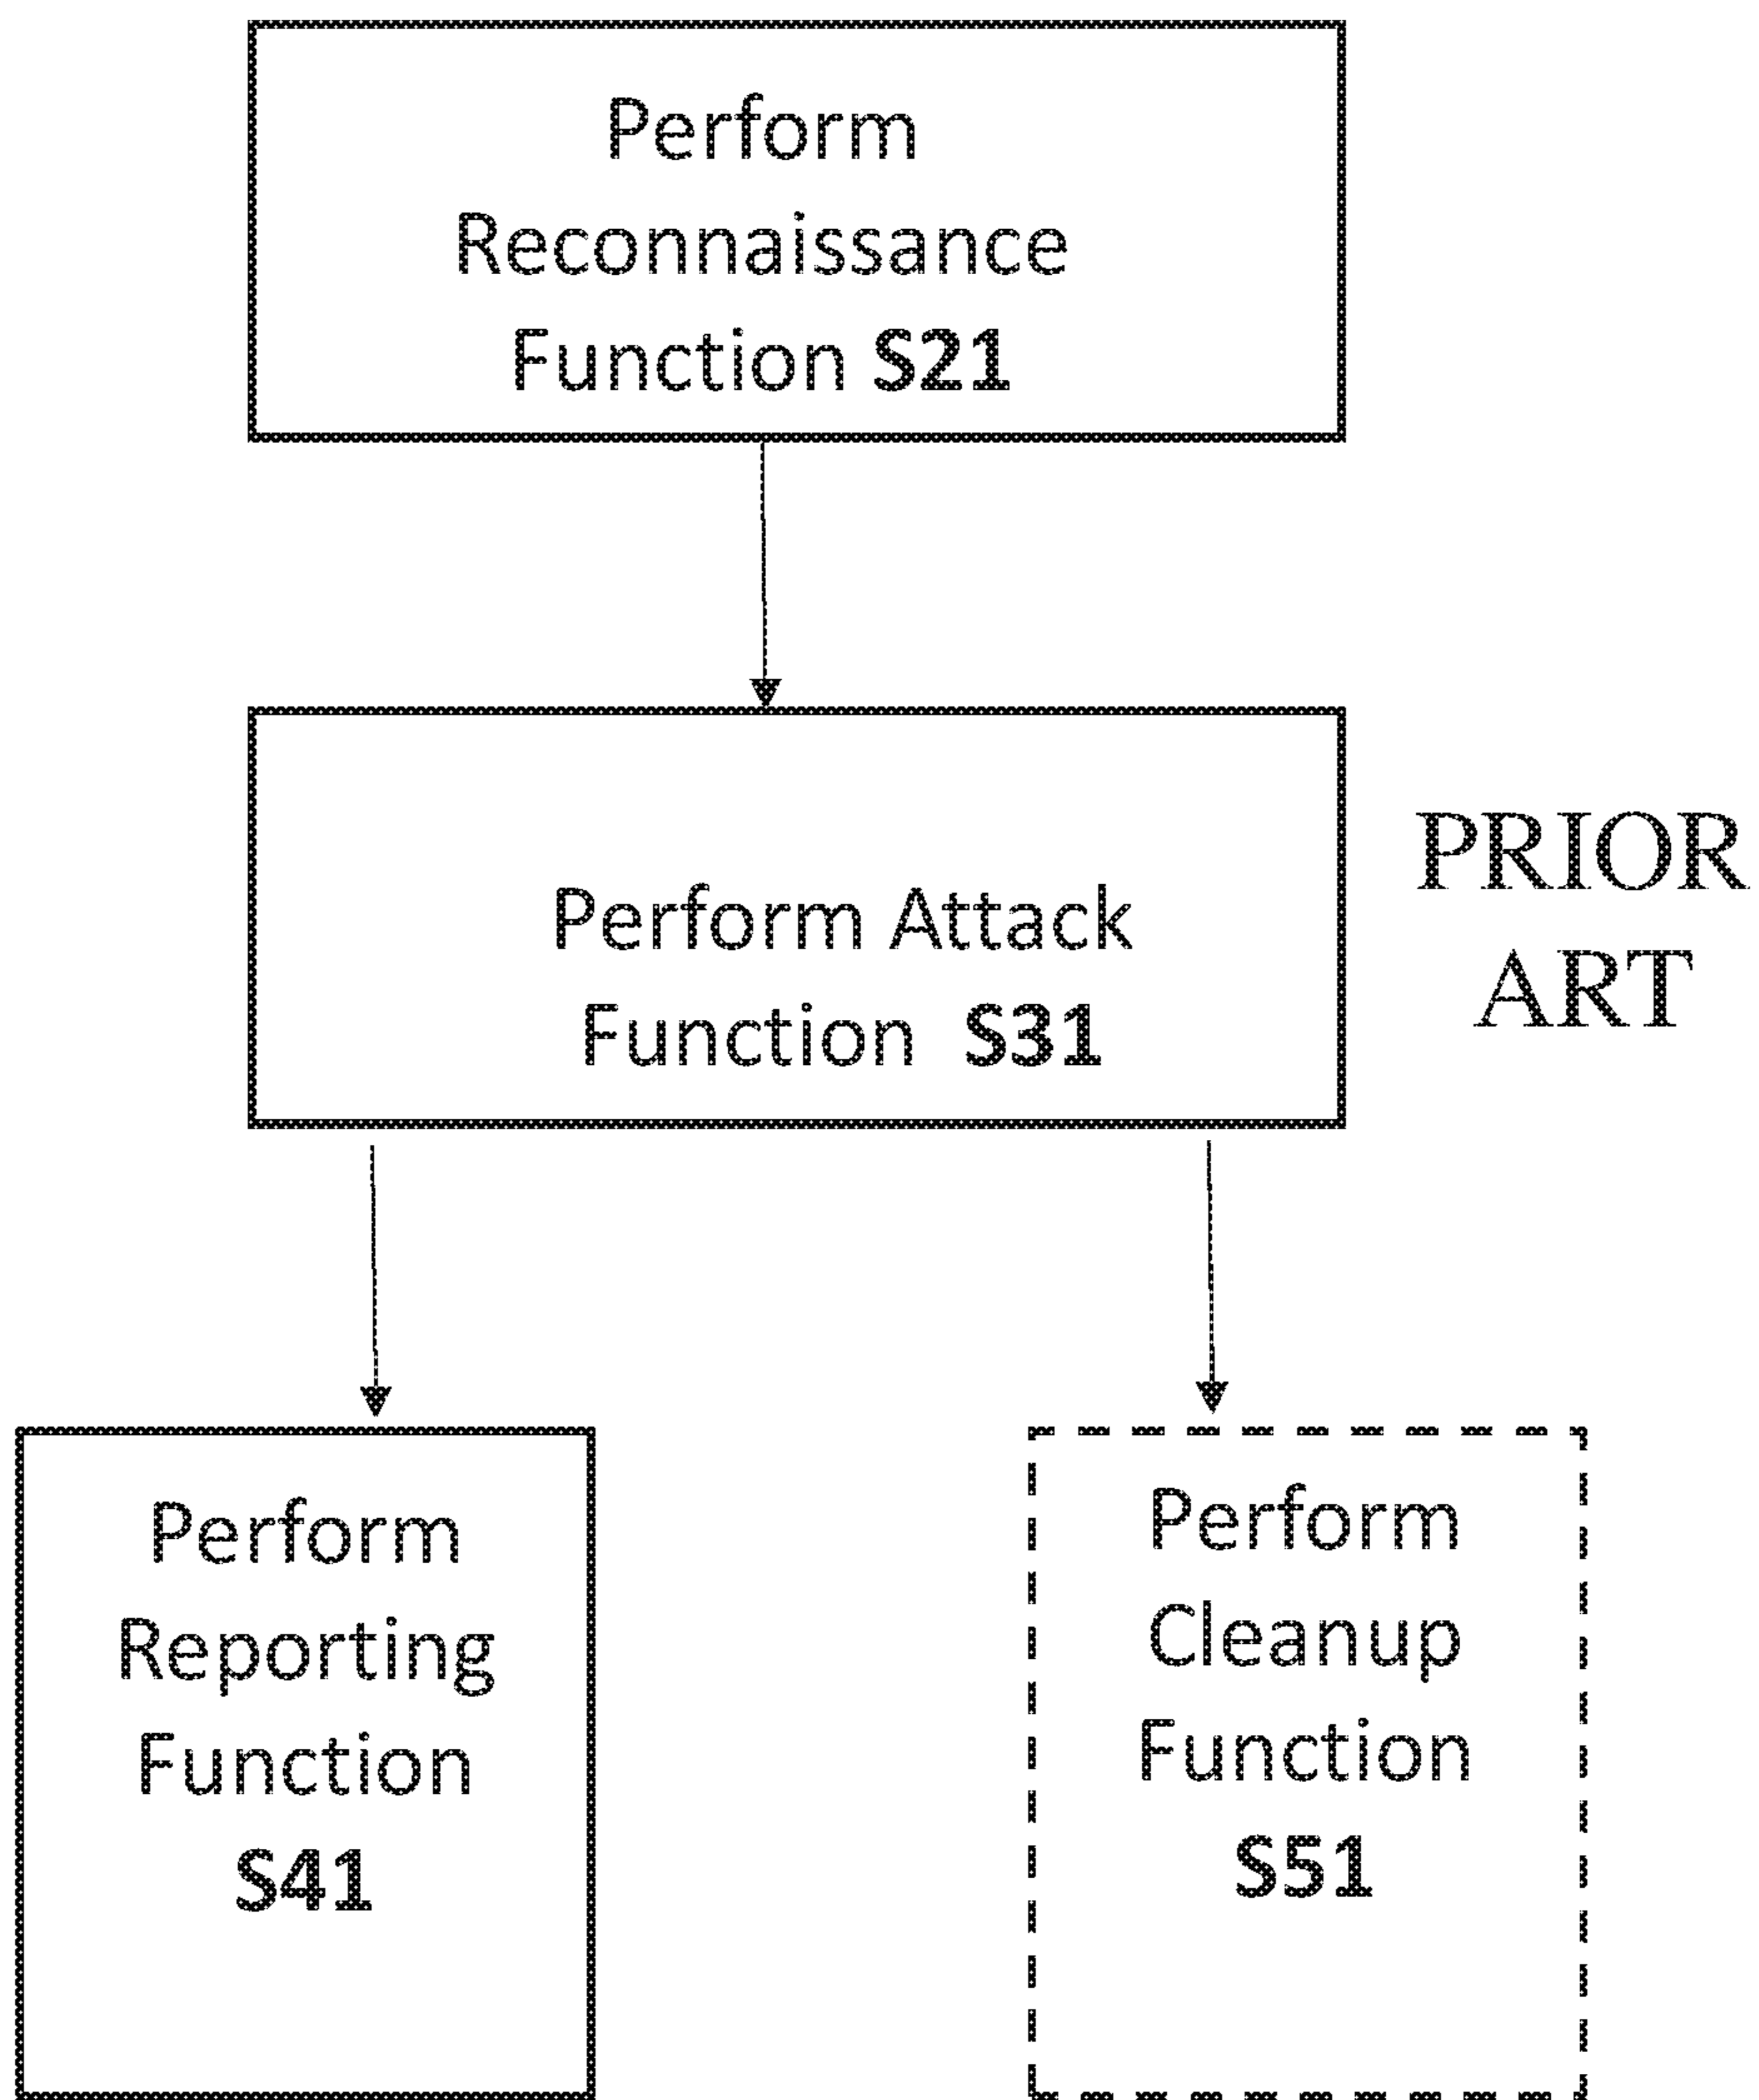 Perform
Reconnaissance
Function S21
Perform Attack
Function S31
PRIOR
ART
Perform
Reporting
Function
S41
Perform
Cleanup
Function
S51